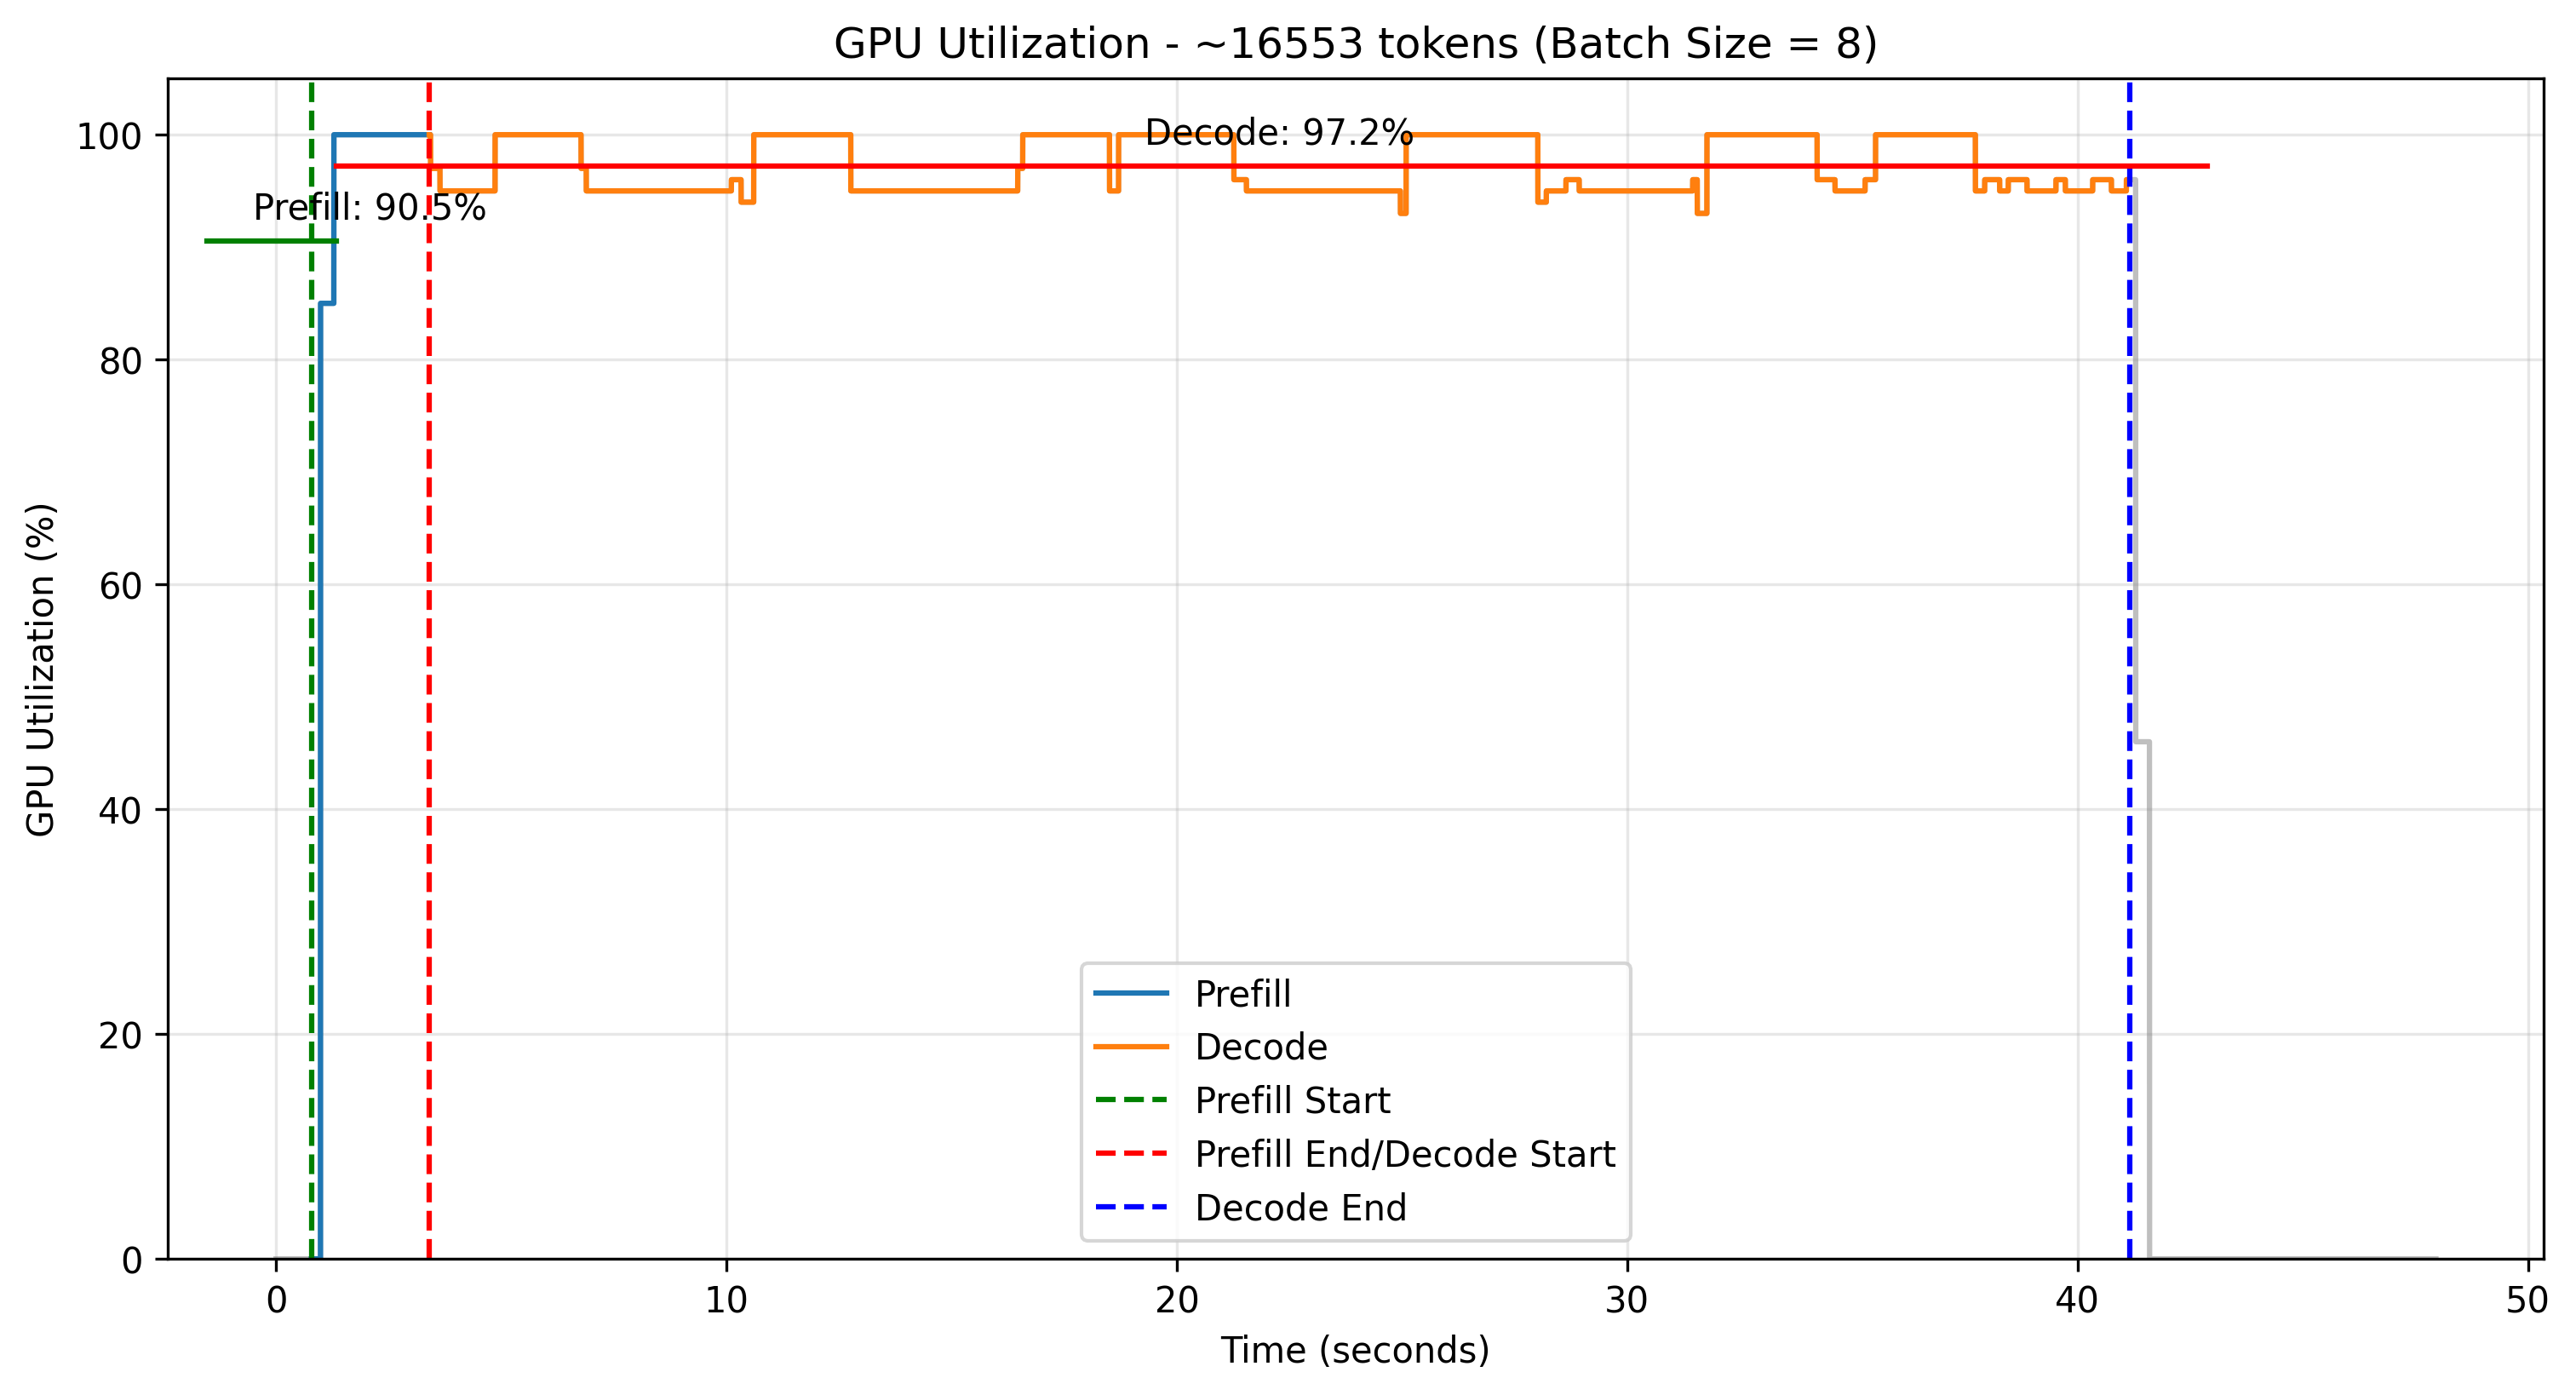 GPU Utilization - ~16553 tokens (Batch Size = 8)
GPU Utilization (%)
100
80
60
40
20
0
Decode: 97.2%
Prefill: 90.5%
Prefill
Decode
Prefill Start
Prefill End/Decode Start
Decode End
0 10 20 30 40 50
Time (seconds)